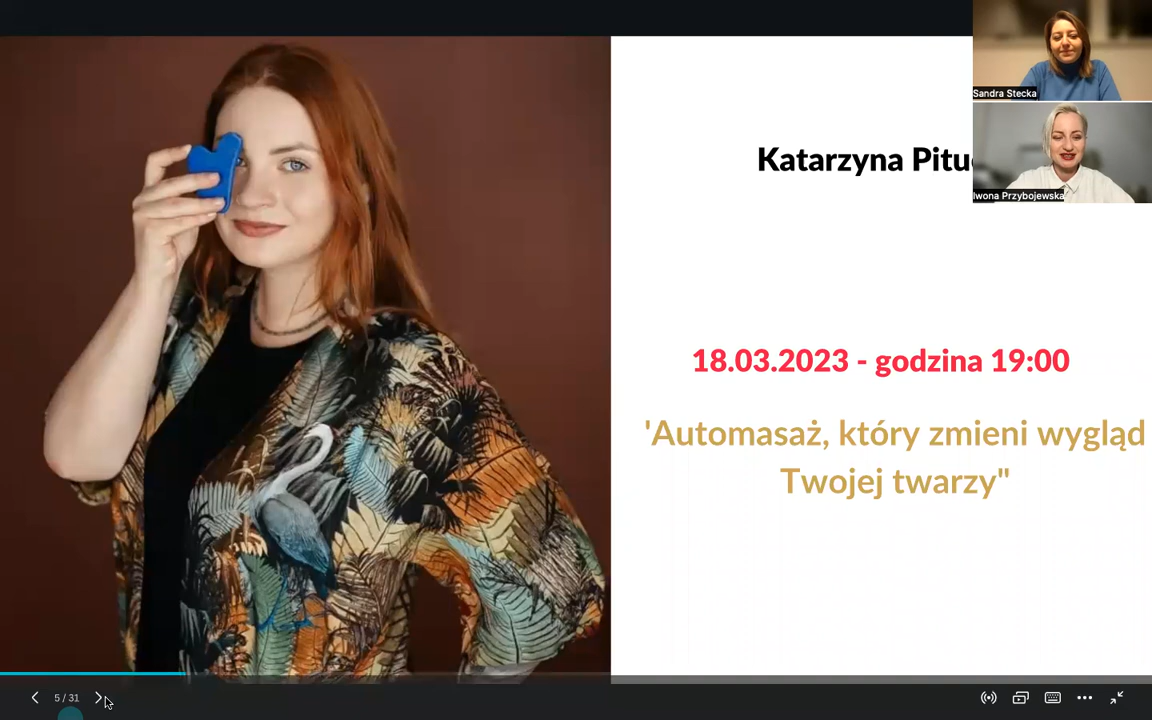 Sandra Stecka
Iwona Przybojewska
Katarzyna
18.03.2023 - godzina 19:00
'Automasaż, który zmieni wygląd
Twojej twarzy"
5 / 31